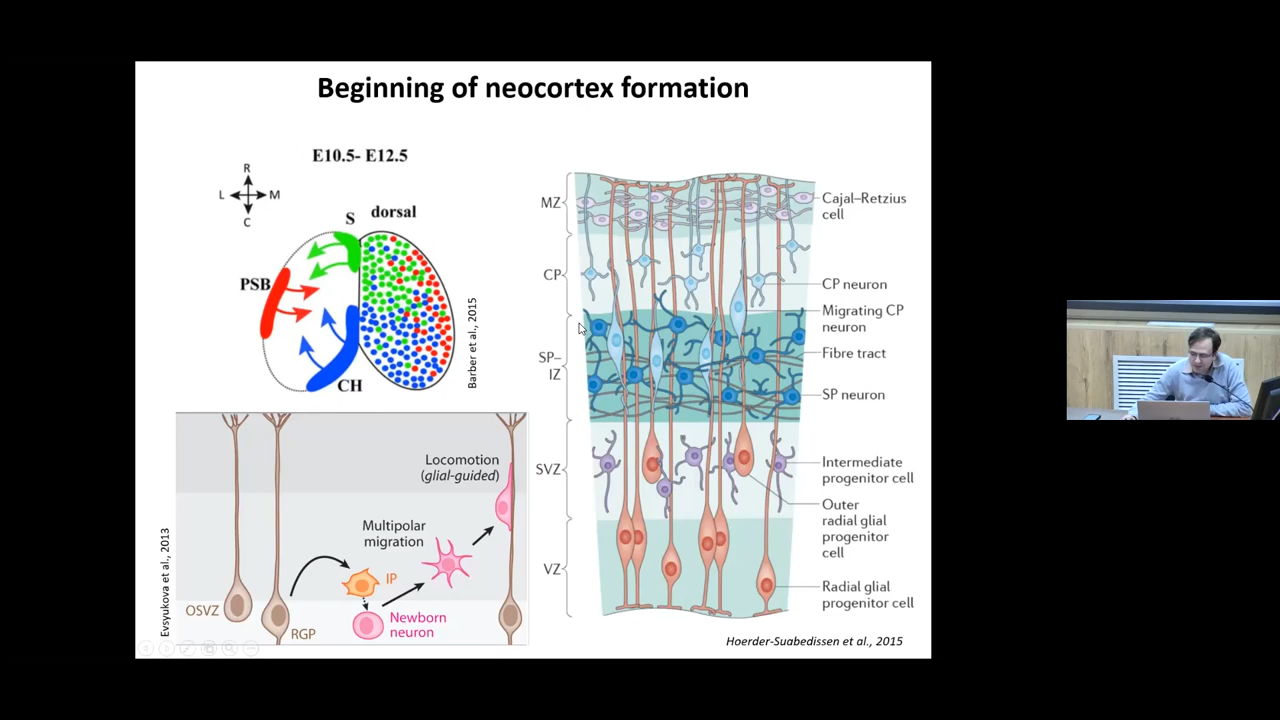 Beginning of neocortex formation
E10.5- E12.5
R
L
M
C
S
dorsal
PSB
CH
Barber et al., 2015
Locomotion
(glial-guided)
Multipolar
migration
IP
Newborn
neuron
OSVZ
RGP
Evsyukova et al., 2013
MZ
CP
SP–
IZ
SVZ
VZ
Cajal–Retzius
cell
CP neuron
Migrating CP
neuron
Fibre tract
SP neuron
Intermediate
progenitor cell
Outer
radial glial
progenitor
cell
Radial glial
progenitor cell
Hoerder-Suabedissen et al., 2015